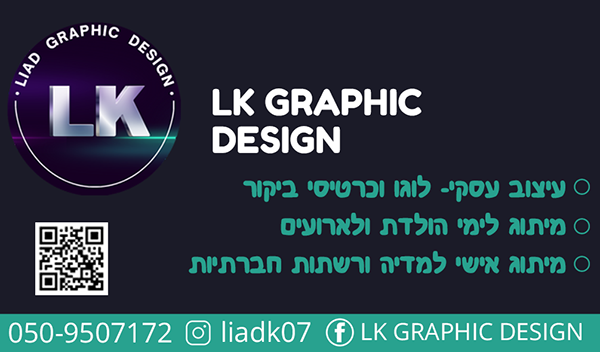 LIAD GRAPHIC DESIGN
LK
LK GRAPHIC
DESIGN
עיצוב עסקי- לוגו וכרטיסי ביקור
מיתוג לימי הולדת ולארועים
מיתוג אישי למדיה ורשתות חברתיות
050-9507172 liadk07 LK GRAPHIC DESIGN